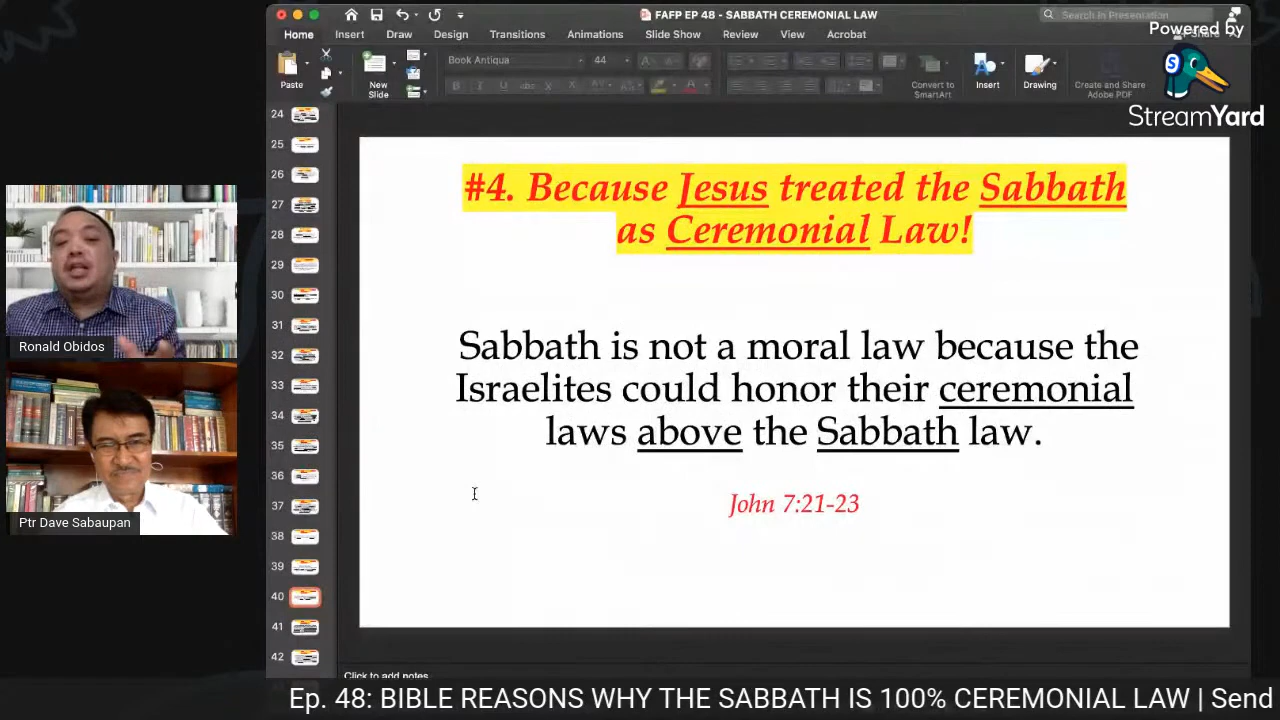 FAFP EP 48 - SABBATH CEREMONIAL LAW
Search in Presentation
Powered by
StreamYard
Home Insert Draw Design Transitions Animations Slide Show Review View Acrobat
Share
Paste
New Slide
Book Antiqua 44
Convert to SmartArt
Insert
Drawing
Create and Share Adobe PDF
24
25
26
27
28
29
30
31
32
33
34
35
36
37
38
39
40
41
42
#4. Because Jesus treated the Sabbath
as Ceremonial Law!
Sabbath is not a moral law because the
Israelites could honor their ceremonial
laws above the Sabbath law.
John 7:21-23
Ronald Obidos
Ptr Dave Sabaupan
Click to add notes
Ep. 48: BIBLE REASONS WHY THE SABBATH IS 100% CEREMONIAL LAW | Send